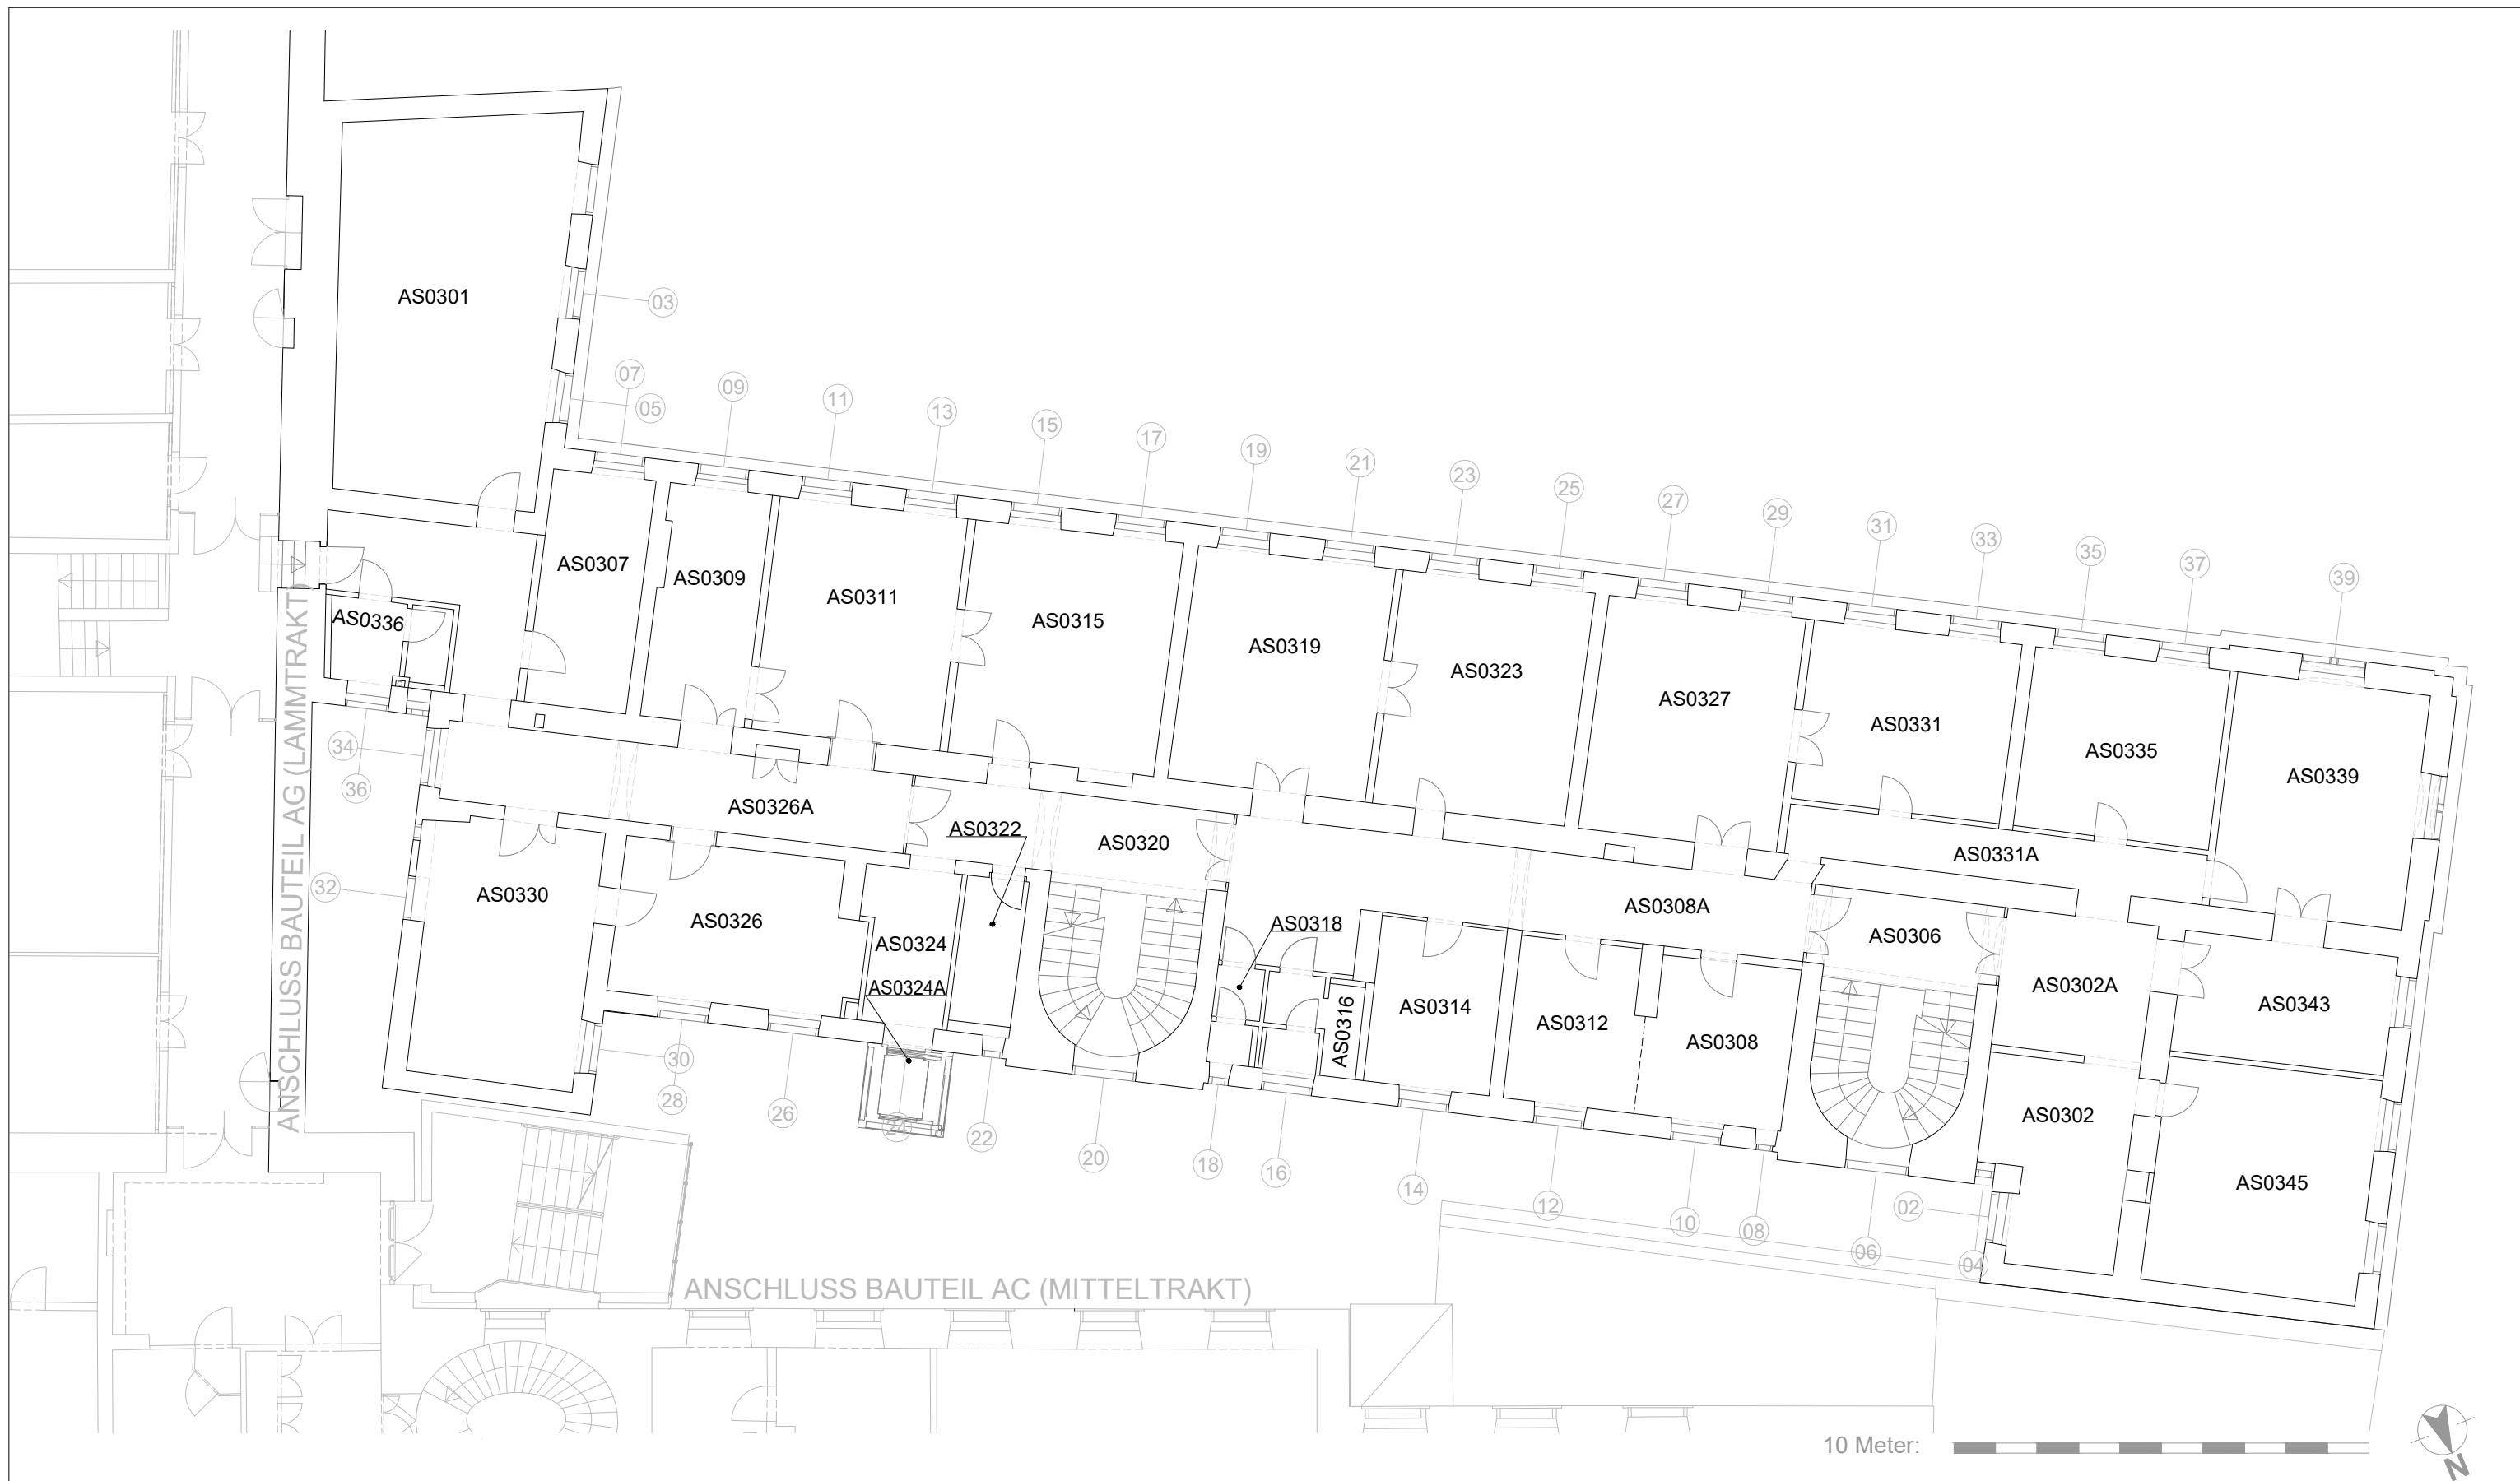 AS0301
03
07
05
09
11
13
15
17
19
21
23
25
27
29
31
33
35
37
39
AS0307
AS0309
AS0311
AS0315
AS0319
AS0323
AS0327
AS0331
AS0335
AS0339
AS0336
34
36
AS0326A
AS0322
AS0320
AS0331A
32
AS0330
AS0326
AS0324
AS0324A
AS0318
AS0316
AS0308A
AS0306
AS0302A
AS0343
AS0314
AS0312
AS0308
AS0302
AS0345
30
28
26
24
22
20
18
16
14
12
10
08
06
04
02
ANSCHLUSS BAUTEIL AG (LAMMTRAKT)
ANSCHLUSS BAUTEIL AC (MITTELTRAKT)
10 Meter:
N